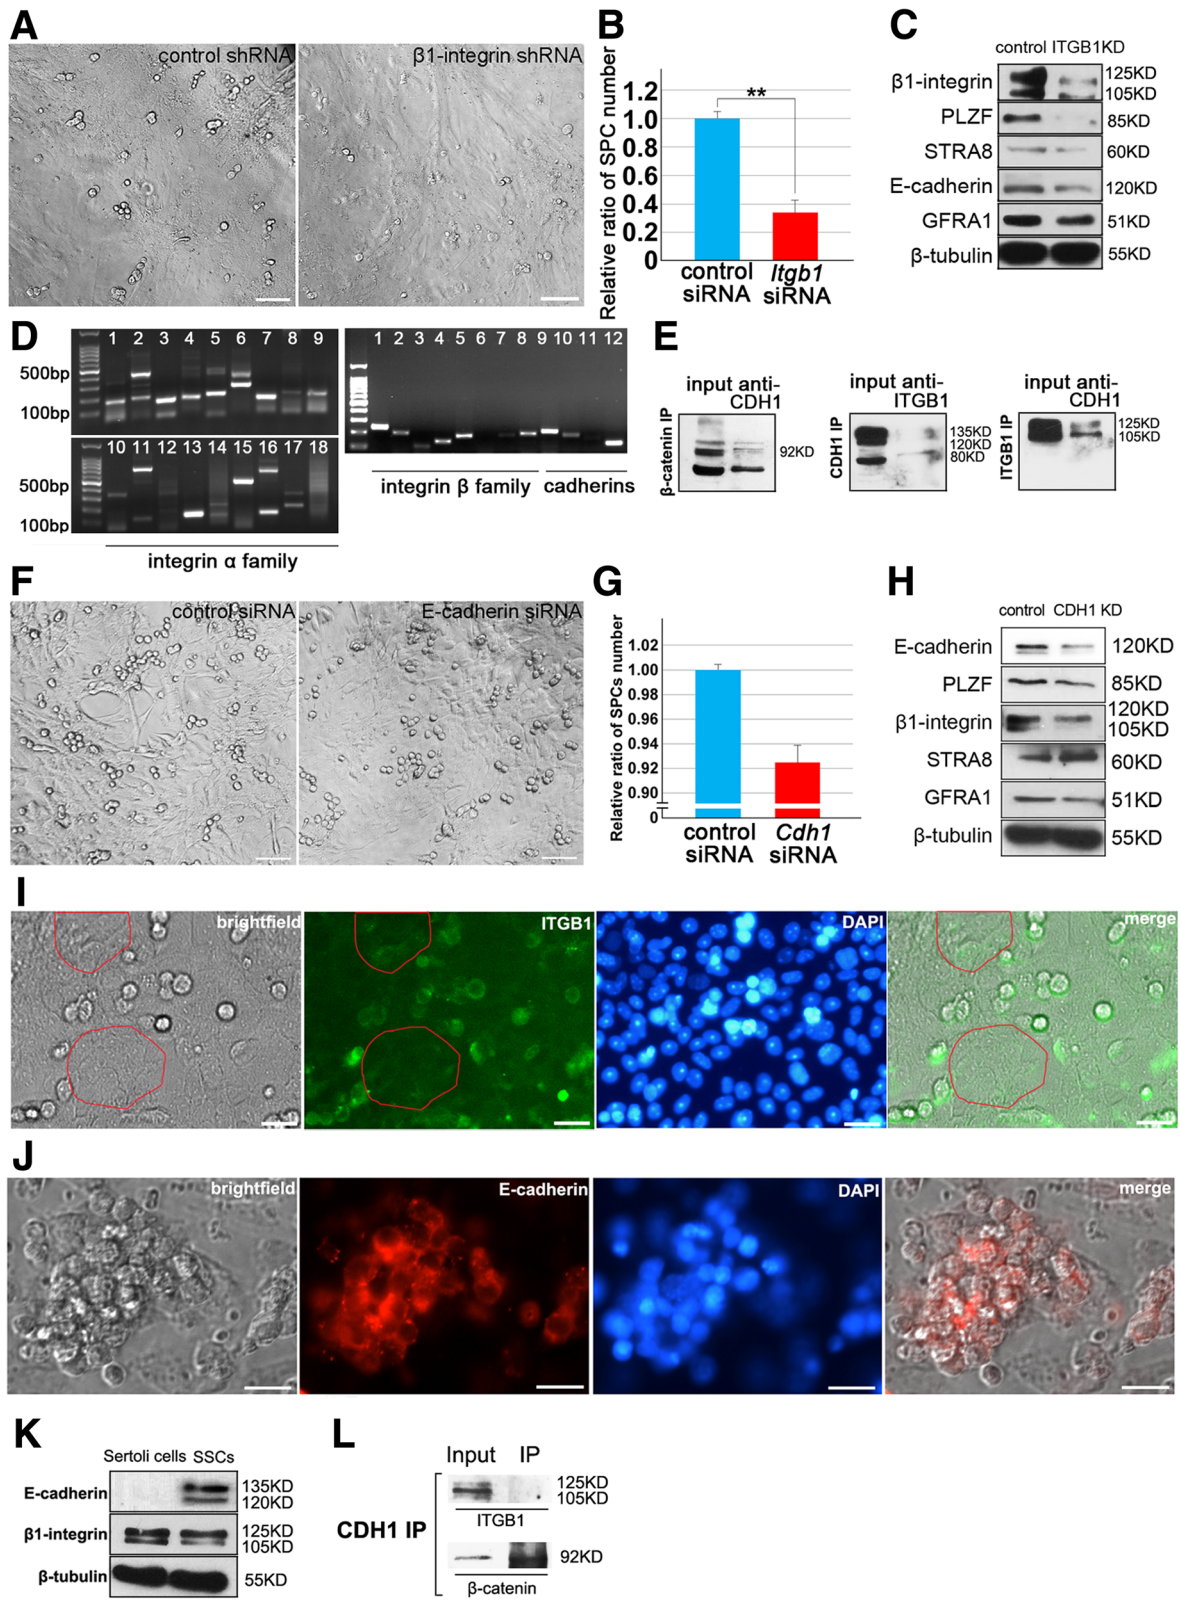 A
control shRNA
β1-integrin shRNA
B
Relative ratio of SPC number
1.2
1.0
0.8
0.6
0.4
0.2
0
**
control
siRNA
Itgb1
siRNA
C
control ITGB1KD
β1-integrin
125KD
105KD
PLZF
85KD
STRA8
60KD
E-cadherin
120KD
GFRA1
51KD
β-tubulin
55KD
D
1 2 3 4 5 6 7 8 9
500bp
100bp
10 11 12 13 14 15 16 17 18
500bp
100bp
integrin α family
1 2 3 4 5 6 7 8 9 10 11 12
integrin β family
cadherins
E
input anti-
CDH1
β-catenin IP
92KD
input anti-
ITGB1
CDH1 IP
135KD
120KD
80KD
input anti-
CDH1
ITGB1 IP
125KD
105KD
F
control siRNA
E-cadherin siRNA
G
Relative ratio of SPCs number
1.02
1.00
0.98
0.96
0.94
0.92
0.90
0
control
siRNA
Cdh1
siRNA
H
control CDH1 KD
E-cadherin
120KD
PLZF
85KD
β1-integrin
120KD
105KD
STRA8
60KD
GFRA1
51KD
β-tubulin
55KD
I
brightfield
ITGB1
DAPI
merge
J
brightfield
E-cadherin
DAPI
merge
K
Sertoli cells SSCs
E-cadherin
135KD
120KD
β1-integrin
125KD
105KD
β-tubulin
55KD
L
Input IP
CDH1 IP
125KD
105KD
ITGB1
92KD
β-catenin